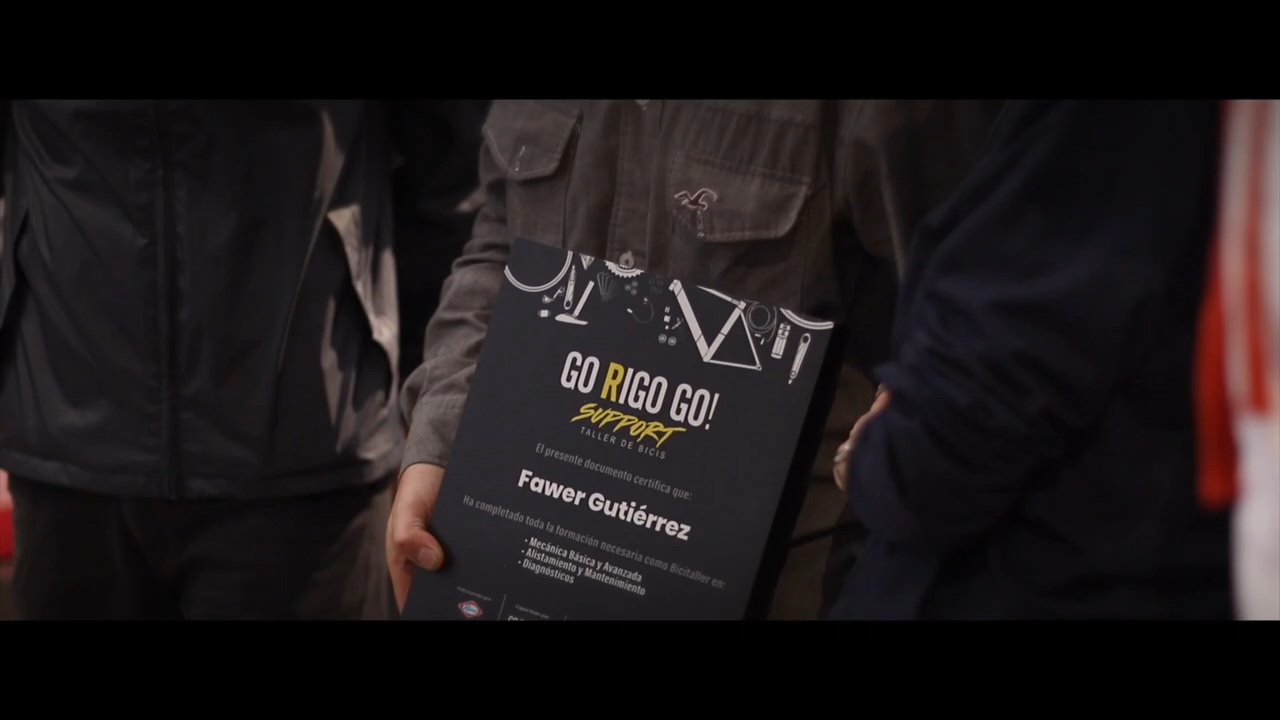 GO RIGO GO!
SUPPORT
TALLER DE BICIS
El presente documento certifica que:
Fawer Gutiérrez
Ha completado toda la formación necesaria como Bicitaller en:
• Mecánica Básica y Avanzada
• Alistamiento y Mantenimiento
• Diagnósticos